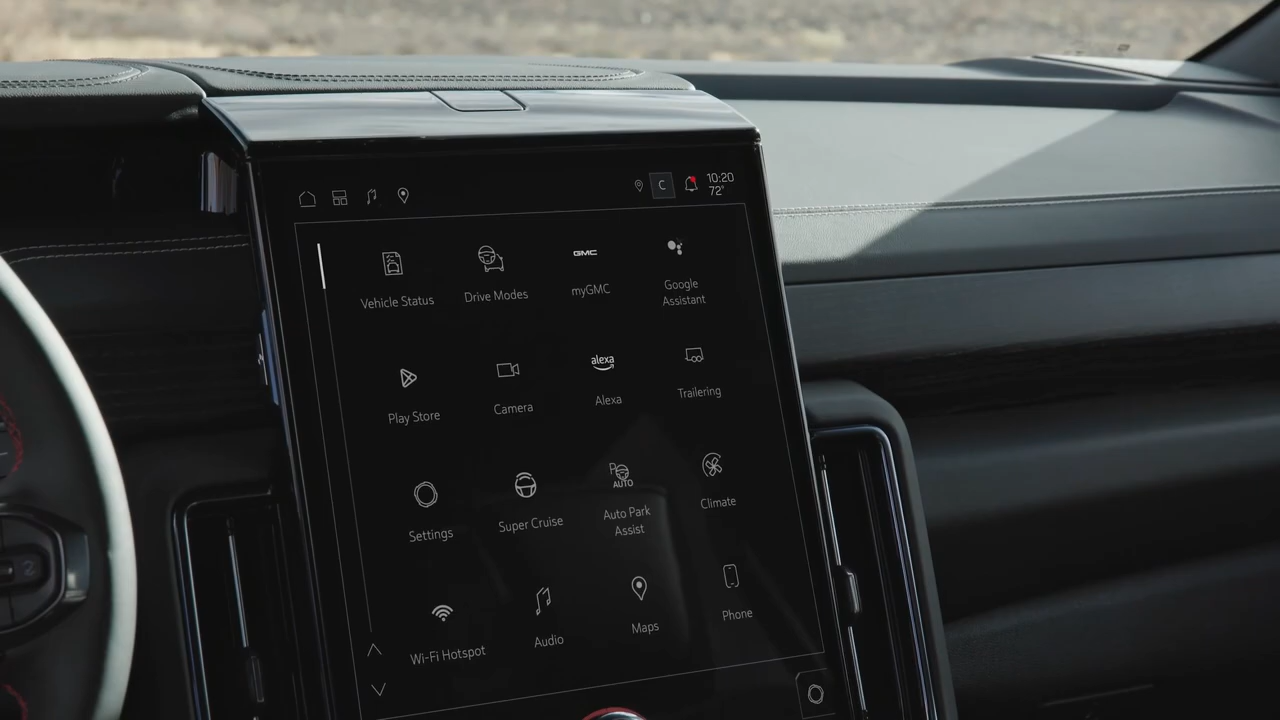 C
10:20
72°
Vehicle Status
Drive Modes
GMC
myGMC
Google
Assistant
Play Store
Camera
alexa
Alexa
Trailering
Settings
Super Cruise
P
AUTO
Auto Park
Assist
Climate
Wi-Fi Hotspot
Audio
Maps
Phone